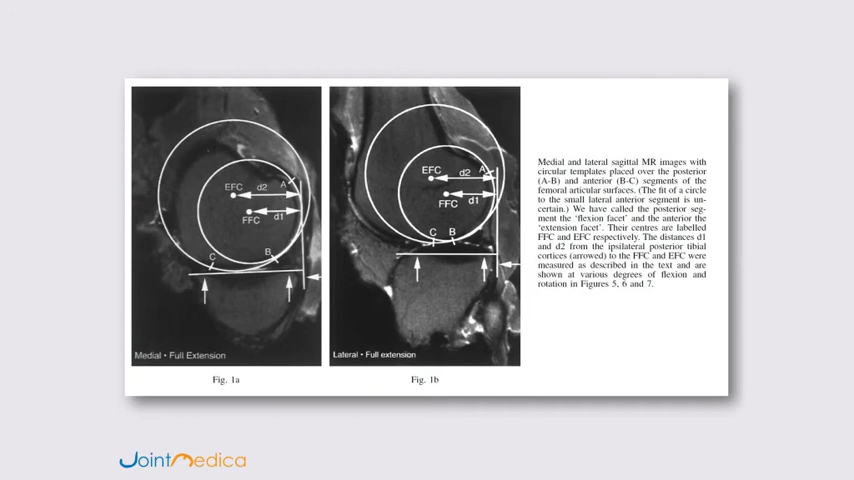 EFC
d2
A
FFC
d1
B
C
Medial • Full Extension
Fig. 1a
EFC
d2
A
FFC
d1
C
B
Lateral • Full extension
Fig. 1b
Medial and lateral sagittal MR images with
circular templates placed over the posterior
(A-B) and anterior (B-C) segments of the
femoral articular surfaces. (The fit of a circle
to the small lateral anterior segment is un-
certain.) We have called the posterior seg-
ment the ‘flexion facet’ and the anterior the
‘extension facet’. Their centres are labelled
FFC and EFC respectively. The distances d1
and d2 from the ipsilateral posterior tibial
cortices (arrowed) to the FFC and EFC were
measured as described in the text and are
shown at various degrees of flexion and
rotation in Figures 5, 6 and 7.
JointMedica